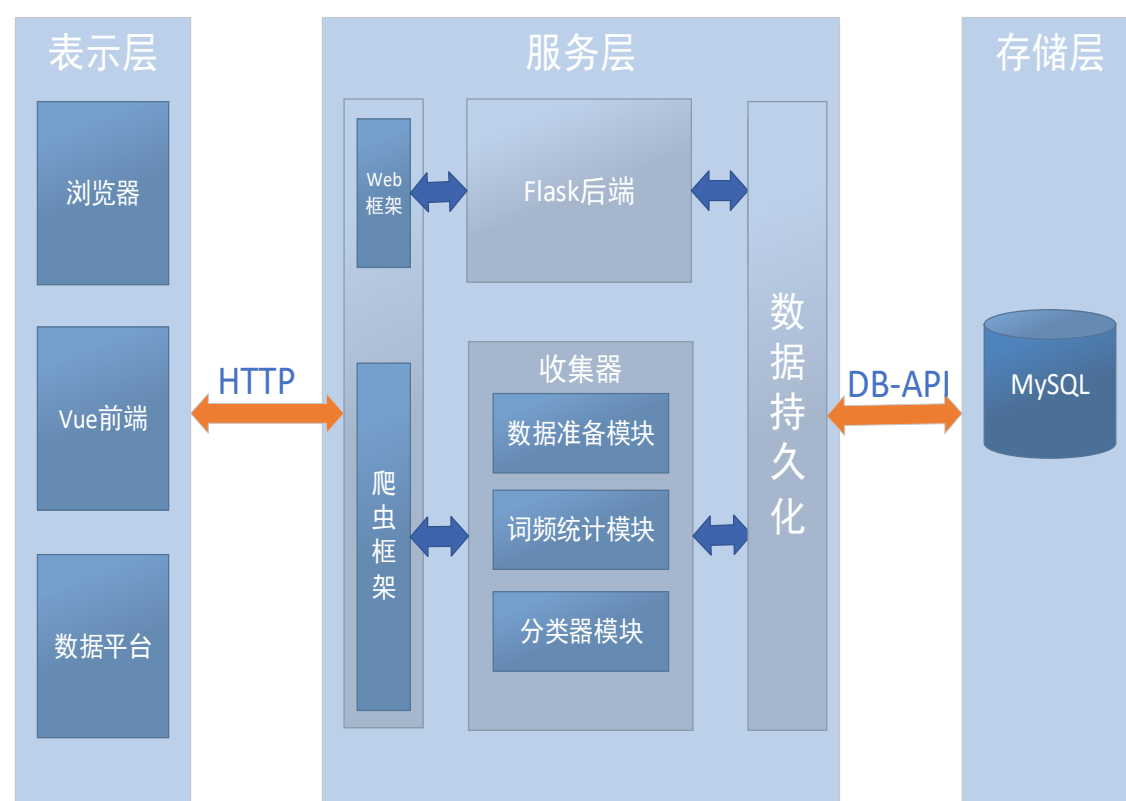 表示层
浏览器
Vue前端
数据平台
HTTP
服务层
Web
框架
爬
虫
框
架
Flask后端
收集器
数据准备模块
词频统计模块
分类器模块
数
据
持
久
化
DB-API
存储层
MySQL